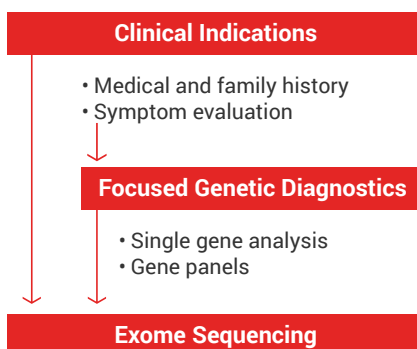 Clinical Indications
• Medical and family history
• Symptom evaluation
Focused Genetic Diagnostics
• Single gene analysis
• Gene panels
Exome Sequencing